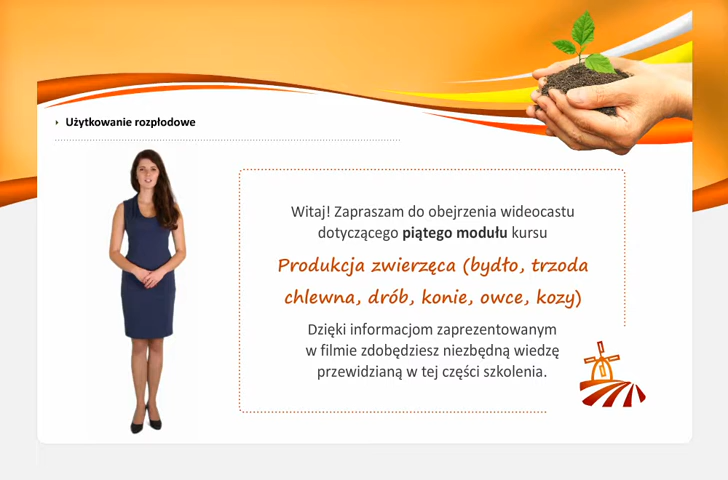 Użytkowanie rozpłodowe
Witaj! Zapraszam do obejrzenia wideocastu
dotyczącego piątego modułu kursu
Produkcja zwierzęca (bydło, trzoda
chlewna, drób, konie, owce, kozy)
Dzięki informacjom zaprezentowanym
w filmie zdobędziesz niezbędną wiedzę
przewidzianą w tej części szkolenia.